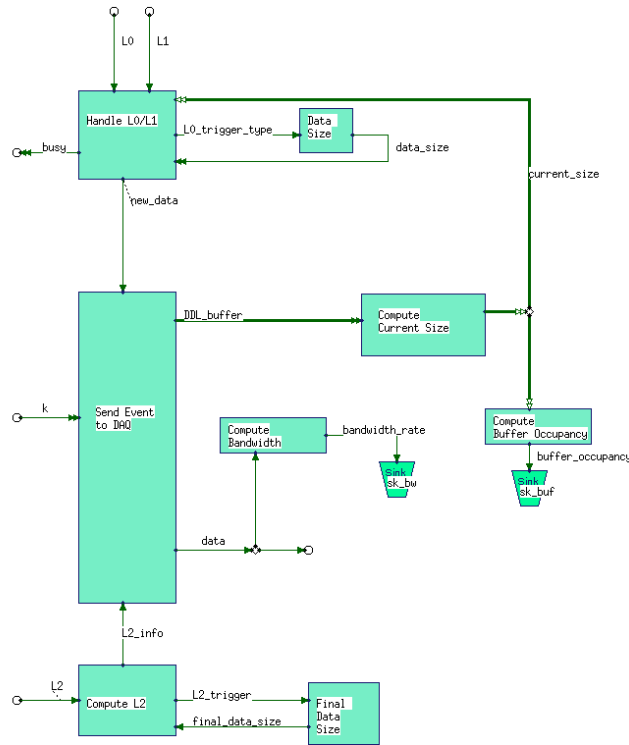 L0
L1
Handle L0/L1
L0_trigger_type
Data
Size
data_size
busy
current_size
new_data
DDL_buffer
Compute
Current Size
k
Send Event
to DAQ
Compute
Bandwidth
bandwidth_rate
Sink
sk_bw
Compute
Buffer Occupancy
buffer_occupancy
Sink
sk_buf
data
L2_info
L2
Compute L2
L2_trigger
final_data_size
Final
Data
Size